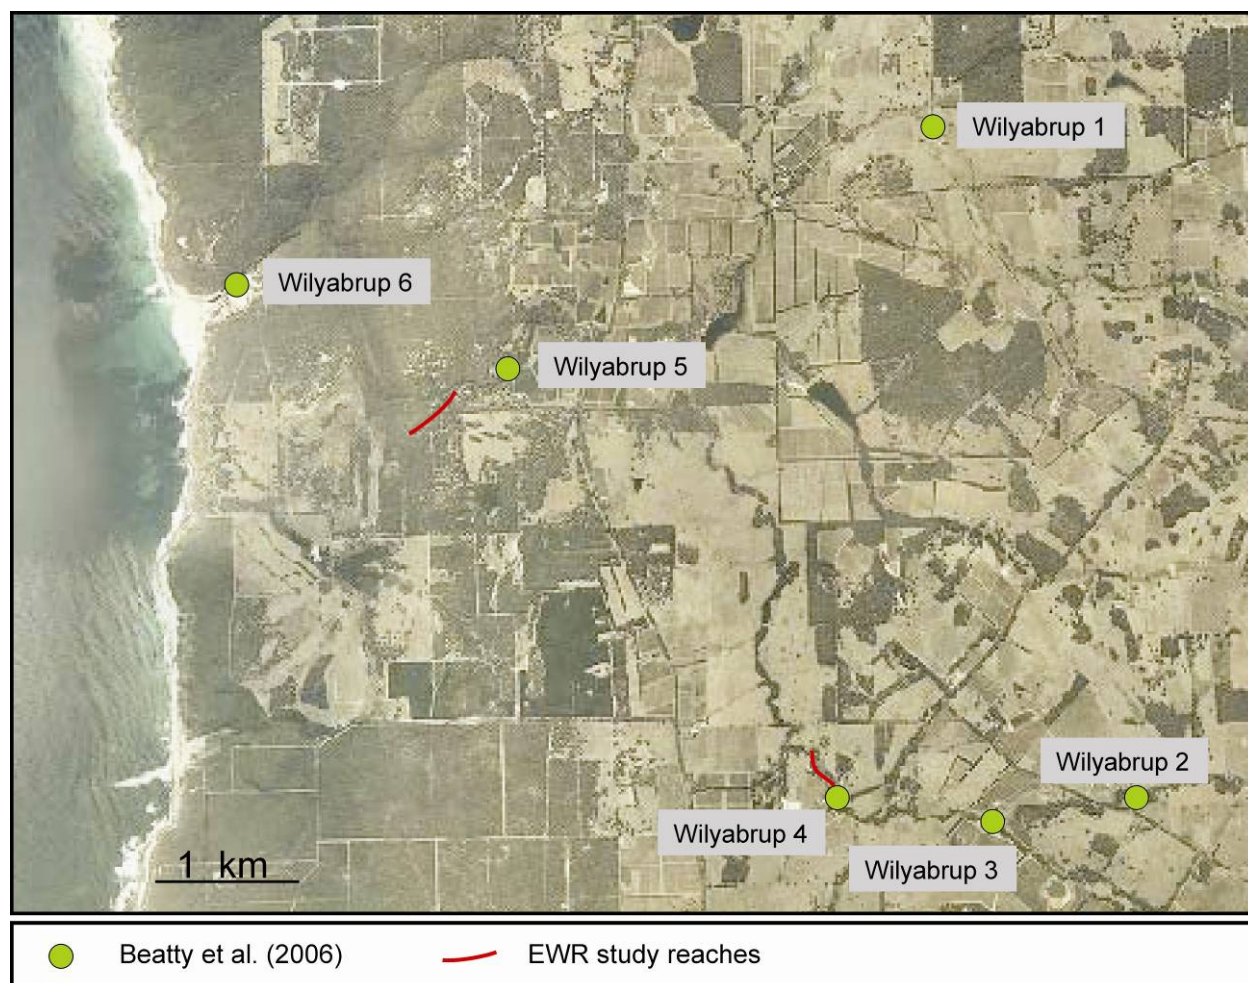 Wilyabrup 1
Wilyabrup 6
Wilyabrup 5
Wilyabrup 2
Wilyabrup 4
Wilyabrup 3
1 km
Beatty et al. (2006)
EWR study reaches